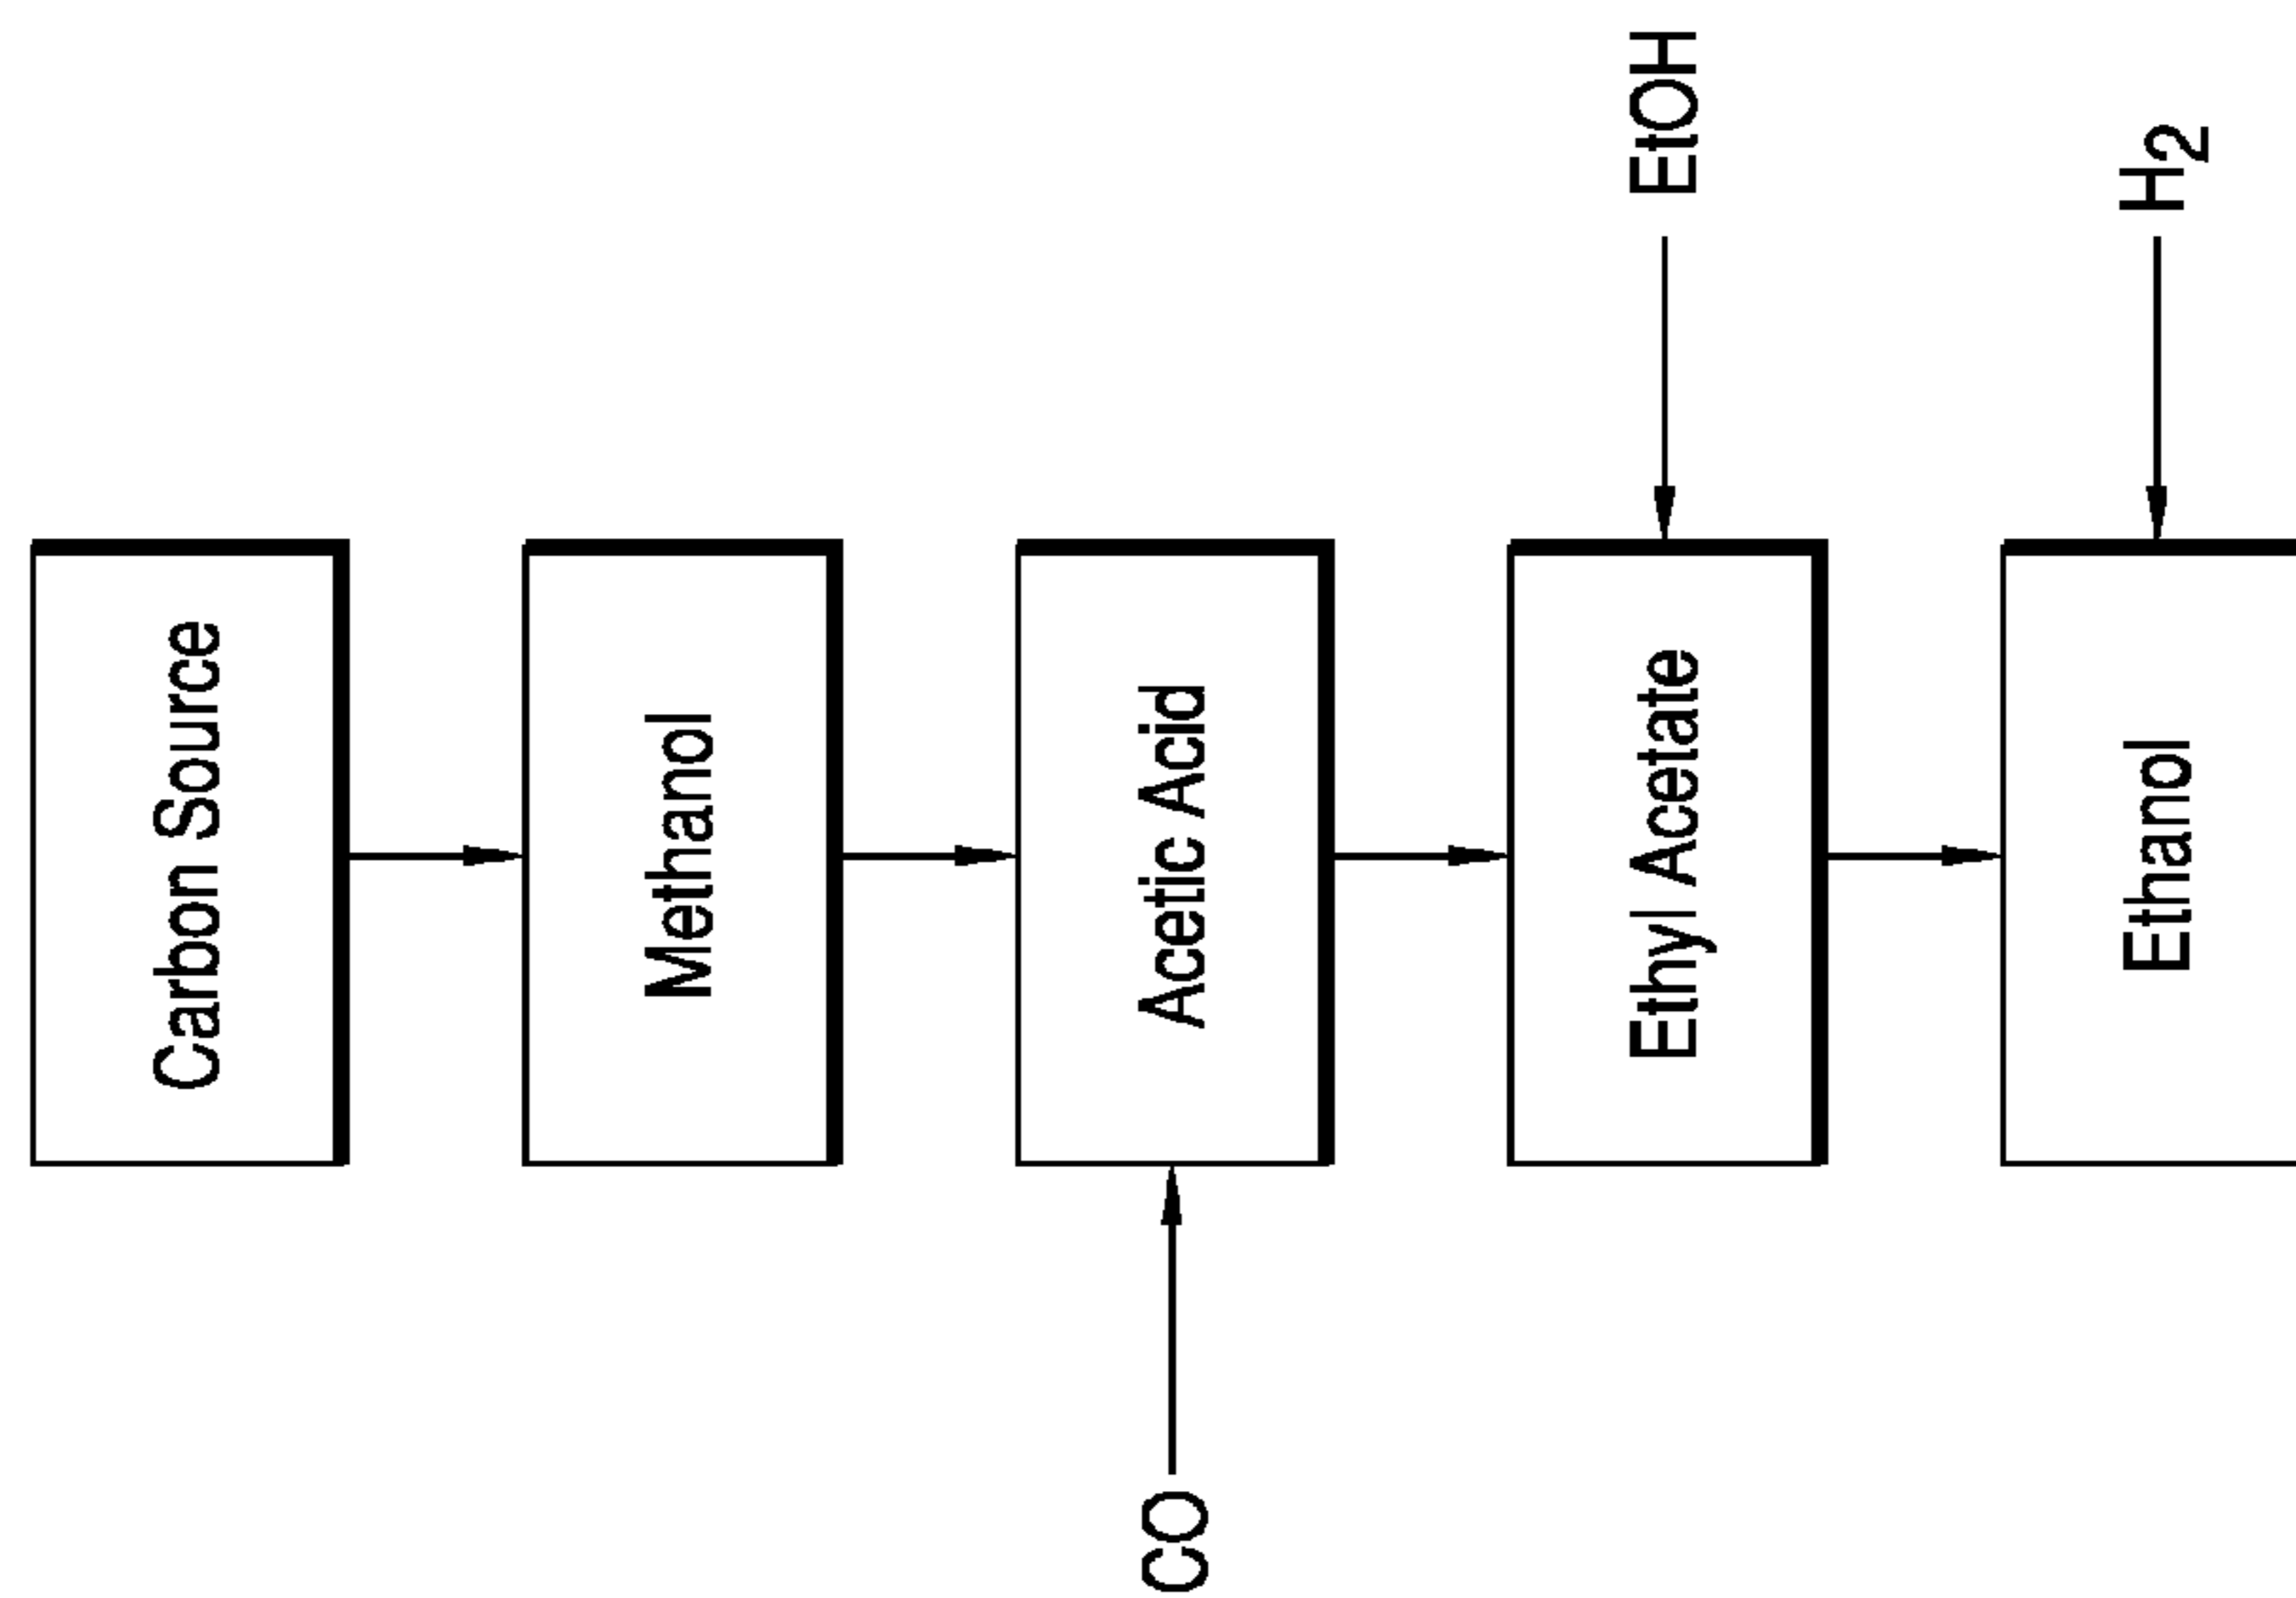 Carbon Source
Methanol
CO
Acetic Acid
Ethyl Acetate
EtOH
Ethanol
H2